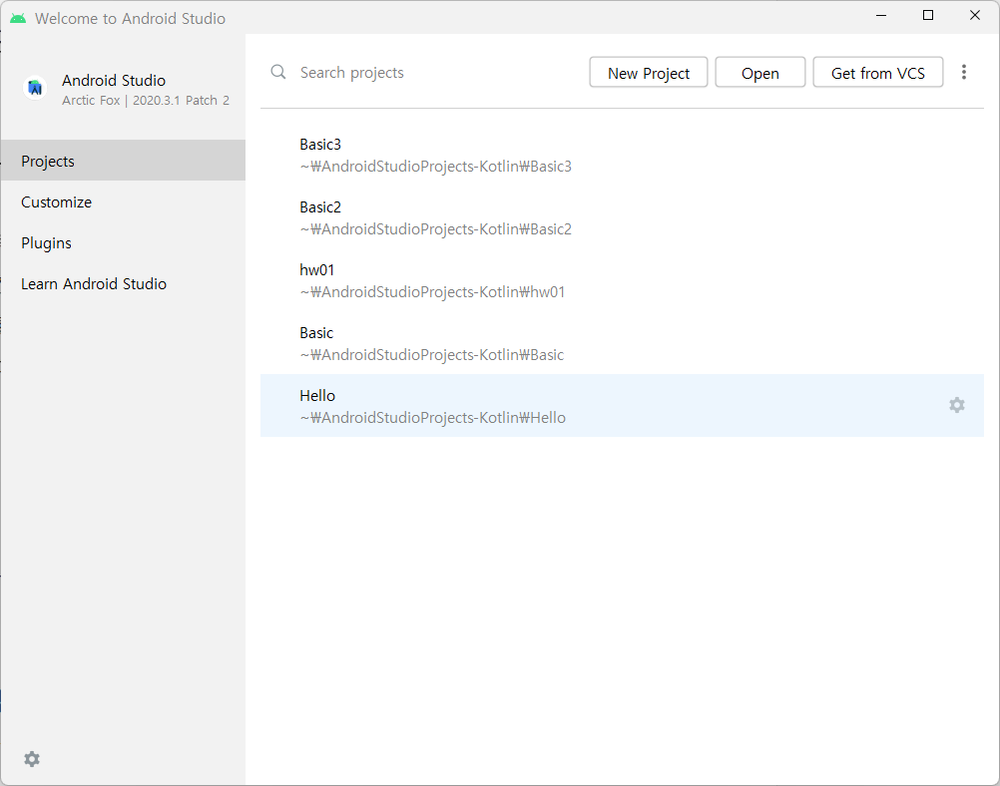 Welcome to Android Studio
Android Studio
Arctic Fox | 2020.3.1 Patch 2
Projects
Customize
Plugins
Learn Android Studio
Search projects
New Project
Open
Get from VCS
Basic3
~₩AndroidStudioProjects-Kotlin₩Basic3
Basic2
~₩AndroidStudioProjects-Kotlin₩Basic2
hw01
~₩AndroidStudioProjects-Kotlin₩hw01
Basic
~₩AndroidStudioProjects-Kotlin₩Basic
Hello
~₩AndroidStudioProjects-Kotlin₩Hello